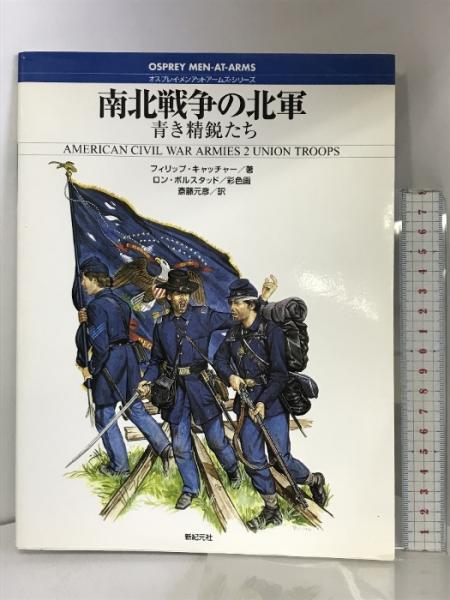 OSPREY MEN-AT-ARMS
オスプレイ・メンアットアームズ・シリーズ
南北戦争の北軍
青き精鋭たち
AMERICAN CIVIL WAR ARMIES 2 UNION TROOPS
フィリップ・キャッチャー/著
ロン・ボルスタッド/彩色画
斎藤元彦/訳
新紀元社